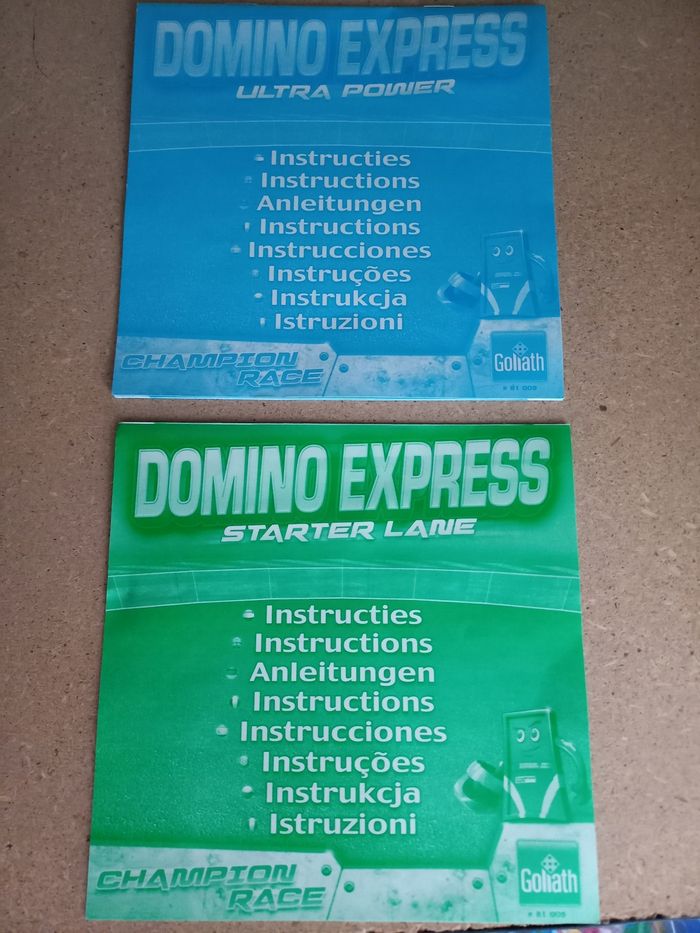 DOMINO EXPRESS
ULTRA POWER
Instructies
Instructions
Anleitungen
Instructions
Instrucciones
Instruções
Instrukcja
Istruzioni
CHAMPION
RACE
Goliath
DOMINO EXPRESS
STARTER LANE
Instructies
Instructions
Anleitungen
Instructions
Instrucciones
Instruções
Instrukcja
Istruzioni
CHAMPION
RACE
Goliath